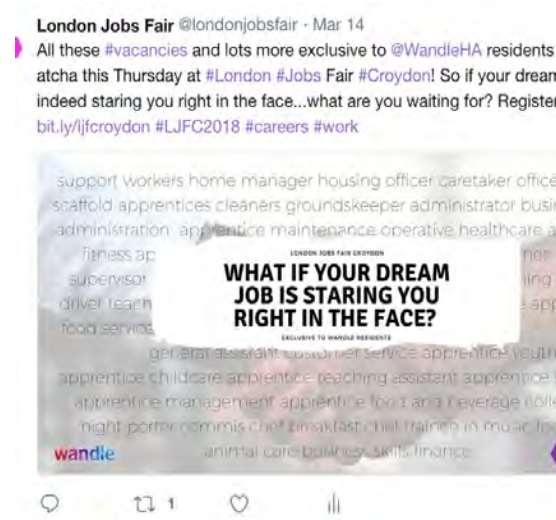 London Jobs Fair @londonjobsfair · Mar 14
All these #vacancies and lots more exclusive to @WandleHA residents
atcha this Thursday at #London #Jobs Fair #Croydon! So if your dream
indeed staring you right in the face...what are you waiting for? Register
bit.ly/ljfcroydon #LJFC2018 #careers #work
support workers home manager housing officer caretaker office
scaffold apprentices cleaners groundskeeper administrator busi
administration apprentice maintenance operative healthcare a
fitness ap
LONDON JOBS FAIR CROYDON
supervisor
WHAT IF YOUR DREAM
JOB IS STARING YOU
RIGHT IN THE FACE?
driver teach
food service
EXCLUSIVE TO WANDLE RESIDENTS
general assistant customer service apprentice youth
apprentice childcare apprentice teaching assistant apprentice
apprentice management apprentice food and beverage
night porter commis chef breakfast chef trainee in music
wandle
animal care business skills finance
1